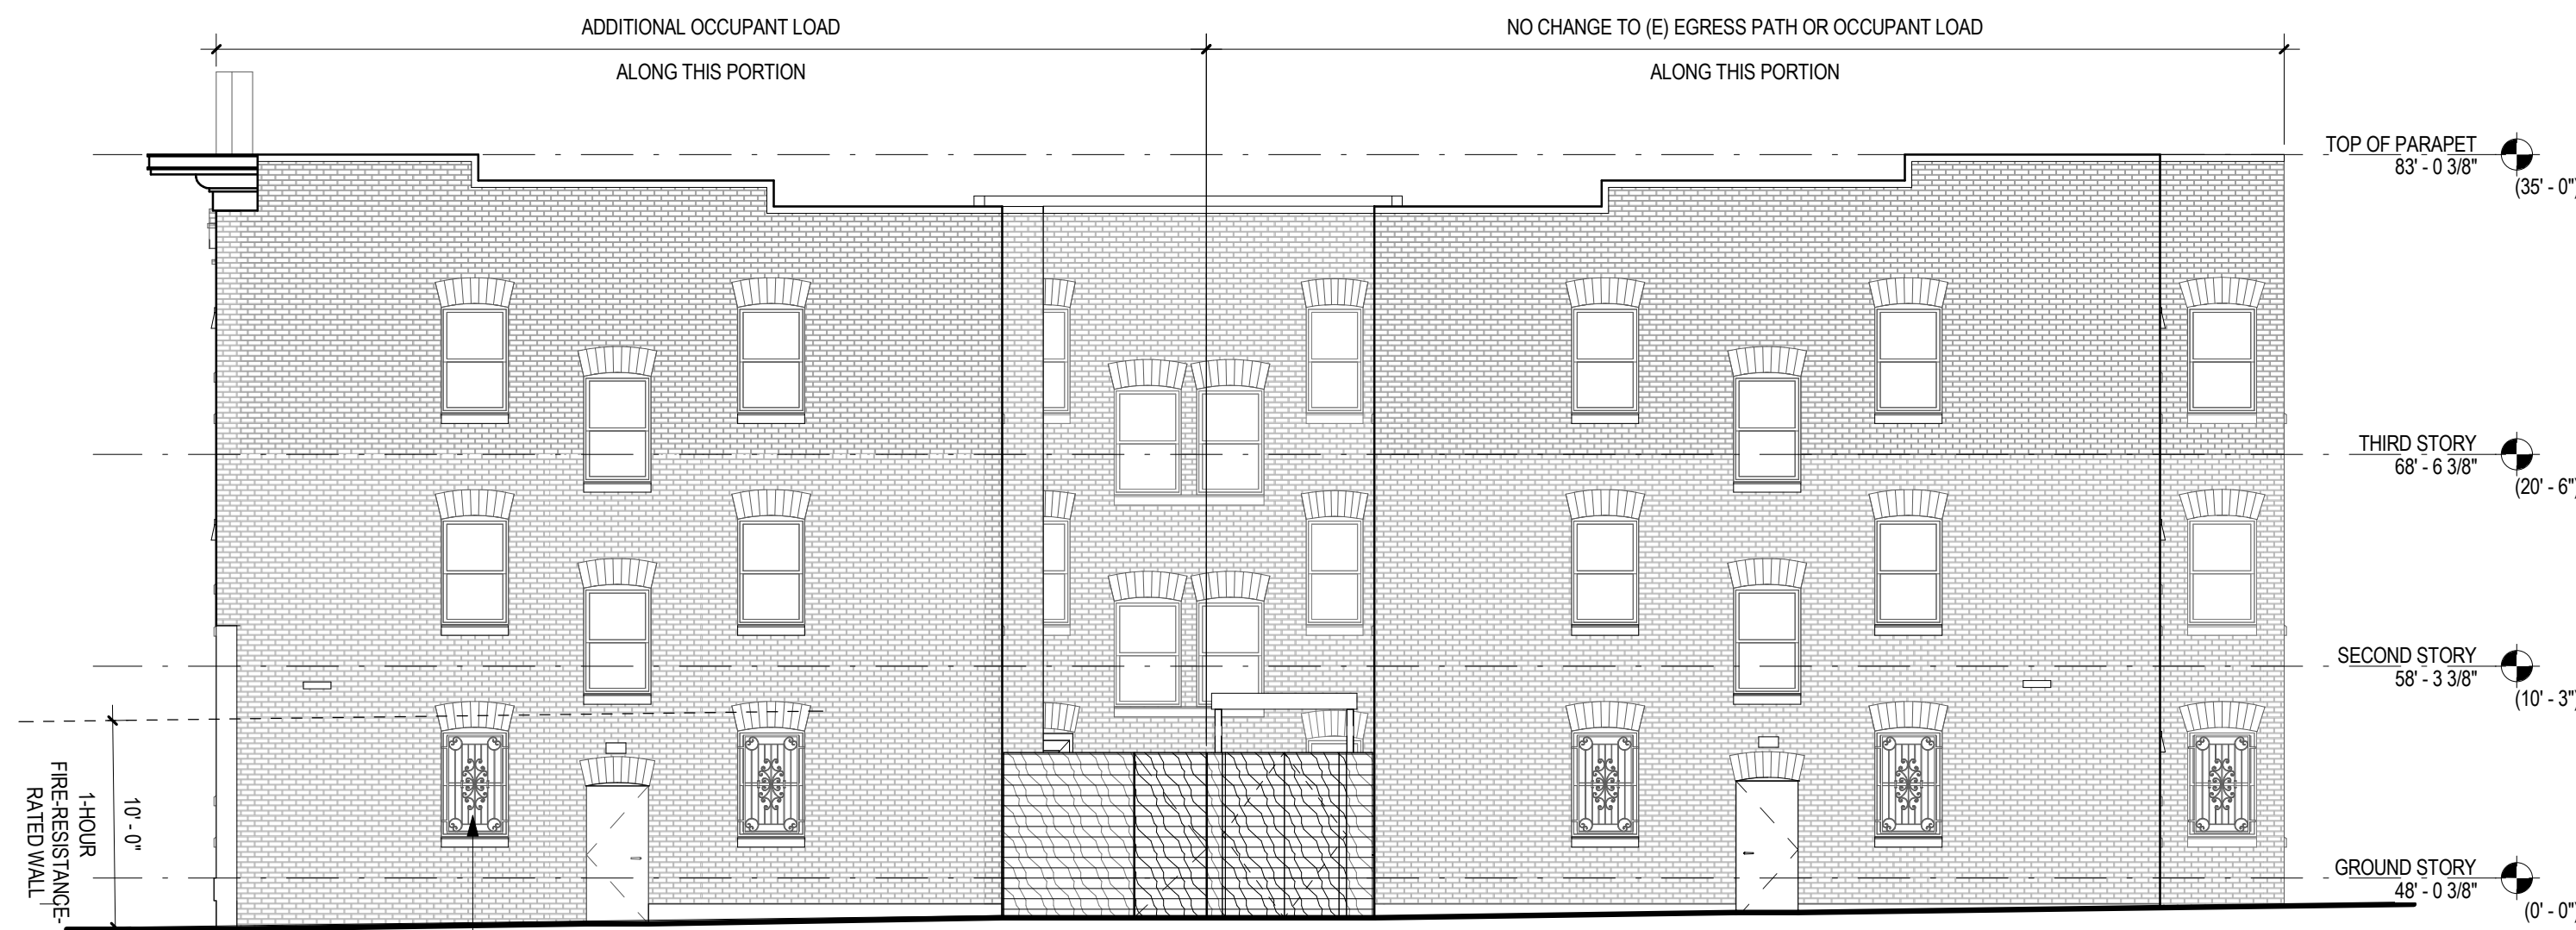 ADDITIONAL OCCUPANT LOAD
ALONG THIS PORTION
NO CHANGE TO (E) EGRESS PATH OR OCCUPANT LOAD
ALONG THIS PORTION
TOP OF PARAPET
83' - 0 3/8"
(35' - 0")
THIRD STORY
68' - 6 3/8"
(20' - 6")
SECOND STORY
58' - 3 3/8"
(10' - 3")
GROUND STORY
48' - 0 3/8"
(0' - 0")
10' - 0"
1-HOUR
FIRE-RESISTANCE-
RATED WALL